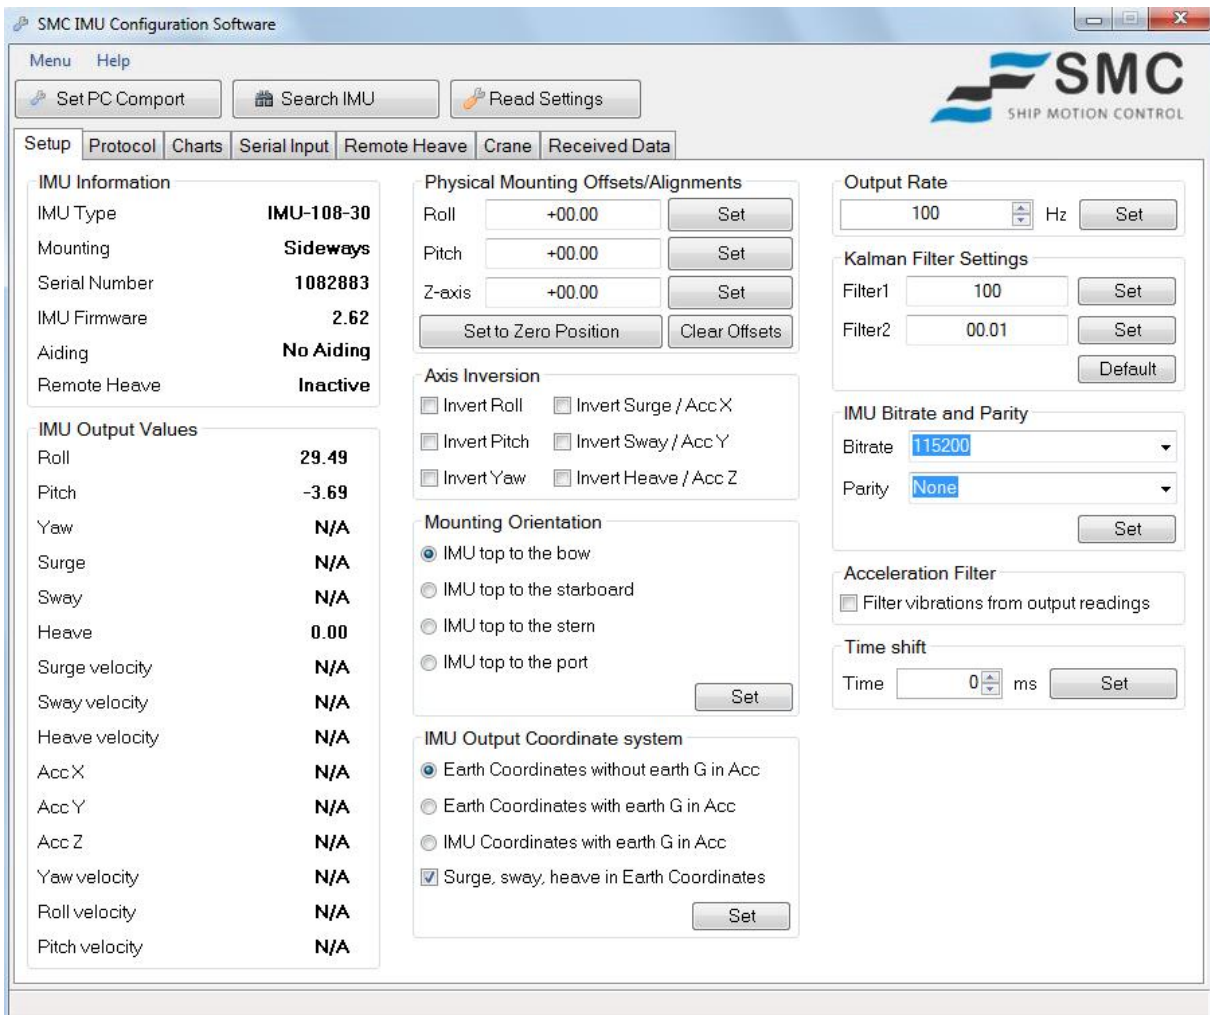 SMC IMU Configuration Software
Menu Help
SMC
SHIP MOTION CONTROL
Set PC Comport Search IMU Read Settings
Setup Protocol Charts Serial Input Remote Heave Crane Received Data
IMU Information
IMU Type IMU-108-30
Mounting Sideways
Serial Number 1082883
IMU Firmware 2.62
Aiding No Aiding
Remote Heave Inactive
IMU Output Values
Roll 29.49
Pitch -3.69
Yaw N/A
Surge N/A
Sway N/A
Heave 0.00
Surge velocity N/A
Sway velocity N/A
Heave velocity N/A
Acc X N/A
Acc Y N/A
Acc Z N/A
Yaw velocity N/A
Roll velocity N/A
Pitch velocity N/A
Physical Mounting Offsets/Alignments
Roll +00.00 Set
Pitch +00.00 Set
Z-axis +00.00 Set
Set to Zero Position Clear Offsets
Axis Inversion
Invert Roll Invert Surge / Acc X
Invert Pitch Invert Sway / Acc Y
Invert Yaw Invert Heave / Acc Z
Mounting Orientation
IMU top to the bow
IMU top to the starboard
IMU top to the stern
IMU top to the port
Set
IMU Output Coordinate system
Earth Coordinates without earth G in Acc
Earth Coordinates with earth G in Acc
IMU Coordinates with earth G in Acc
Surge, sway, heave in Earth Coordinates
Set
Output Rate
100 Hz Set
Kalman Filter Settings
Filter1 100 Set
Filter2 00.01 Set
Default
IMU Bitrate and Parity
Bitrate 115200
Parity None
Set
Acceleration Filter
Filter vibrations from output readings
Time shift
Time 0 ms Set